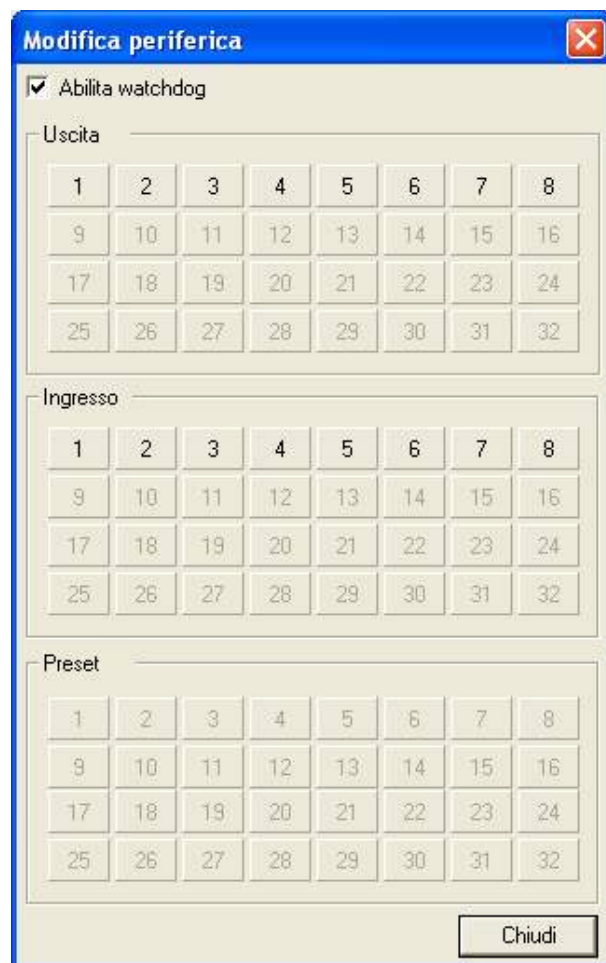 Modifica periferica
Abilita watchdog
Uscita
1 2 3 4 5 6 7 8
9 10 11 12 13 14 15 16
17 18 19 20 21 22 23 24
25 26 27 28 29 30 31 32
Ingresso
1 2 3 4 5 6 7 8
9 10 11 12 13 14 15 16
17 18 19 20 21 22 23 24
25 26 27 28 29 30 31 32
Preset
1 2 3 4 5 6 7 8
9 10 11 12 13 14 15 16
17 18 19 20 21 22 23 24
25 26 27 28 29 30 31 32
Chiudi